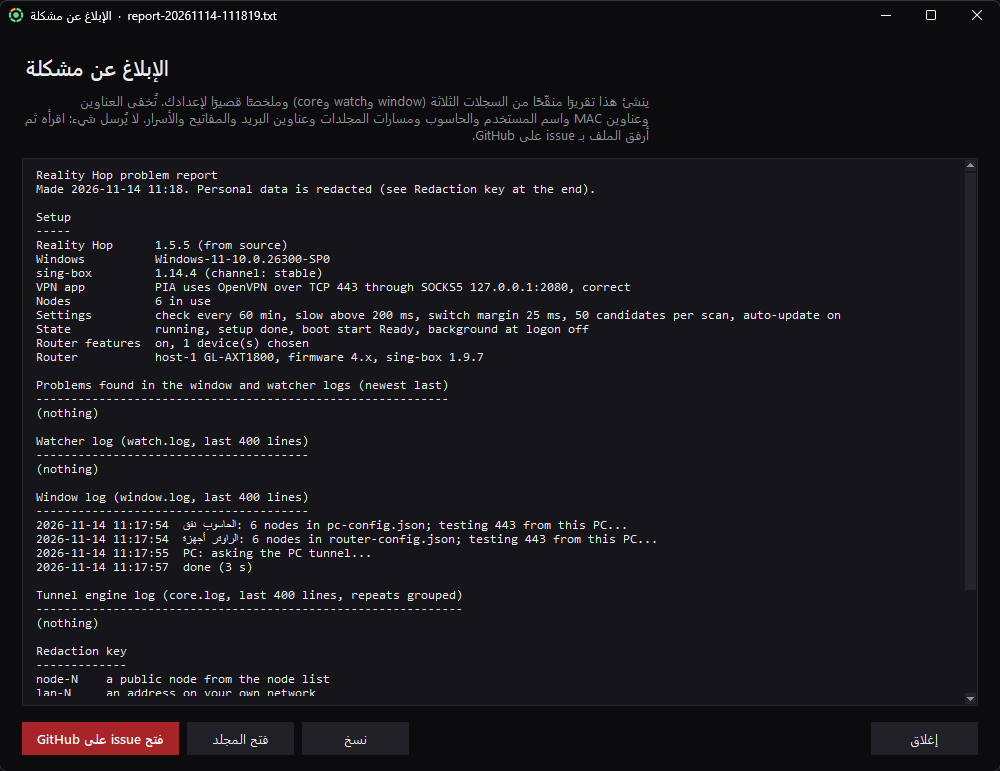 الإبلاغ عن مشكلة · report-20261114-111819.txt
الإبلاغ عن مشكلة
ينشئ هذا تقريرًا منقّحًا من السجلات الثلاثة (window وwatch وcore) وملخصًا قصيرًا لإعدادك. تُخفى العناوين
وعناوين MAC واسم المستخدم والحاسوب ومسارات المجلدات وعناوين البريد والمفاتيح والأسرار. لا يُرسل شيء: اقرأه ثم
أرفق الملف بـ issue على GitHub.
Reality Hop problem report
Made 2026-11-14 11:18. Personal data is redacted (see Redaction key at the end).
Setup
-----
Reality Hop 1.5.5 (from source)
Windows Windows-11-10.0.26300-SP0
sing-box 1.14.4 (channel: stable)
VPN app PIA uses OpenVPN over TCP 443 through SOCKS5 127.0.0.1:2080, correct
Nodes 6 in use
Settings check every 60 min, slow above 200 ms, switch margin 25 ms, 50 candidates per scan, auto-update on
State running, setup done, boot start Ready, background at logon off
Router features on, 1 device(s) chosen
Router host-1 GL-AXT1800, firmware 4.x, sing-box 1.9.7
Problems found in the window and watcher logs (newest last)
-----------------------------------------------------------
(nothing)
Watcher log (watch.log, last 400 lines)
---------------------------------------
(nothing)
Window log (window.log, last 400 lines)
---------------------------------------
2026-11-14 11:17:54 الحاسوب نفق: 6 nodes in pc-config.json; testing 443 from this PC...
2026-11-14 11:17:54 الراوتر أجهزة: 6 nodes in router-config.json; testing 443 from this PC...
2026-11-14 11:17:55 PC: asking the PC tunnel...
2026-11-14 11:17:57 done (3 s)
Tunnel engine log (core.log, last 400 lines, repeats grouped)
-------------------------------------------------------------
(nothing)
Redaction key
-------------
node-N a public node from the node list
lan-N an address on your own network
فتح issue على GitHub
فتح المجلد
نسخ
إغلاق